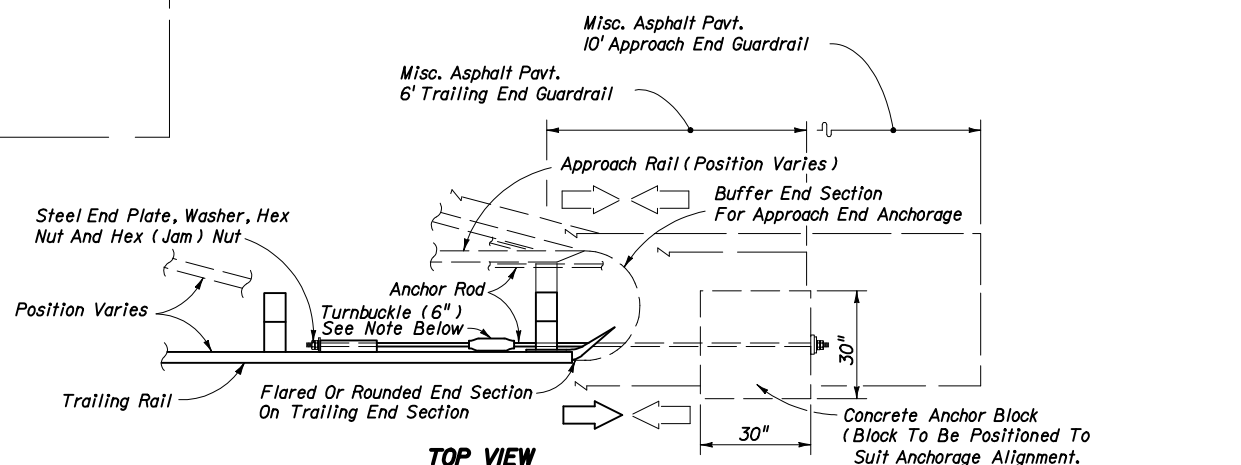 Misc. Asphalt Pavt.
10' Approach End Guardrail
Misc. Asphalt Pavt.
6' Trailing End Guardrail
Approach Rail (Position Varies)
Buffer End Section
For Approach End Anchorage
Steel End Plate, Washer, Hex
Nut And Hex (Jam) Nut
Anchor Rod
Position Varies
Turnbuckle (6")
See Note Below
30"
Trailing Rail
Flared Or Rounded End Section
On Trailing End Section
30"
Concrete Anchor Block
(Block To Be Positioned To
Suit Anchorage Alignment.
TOP VIEW